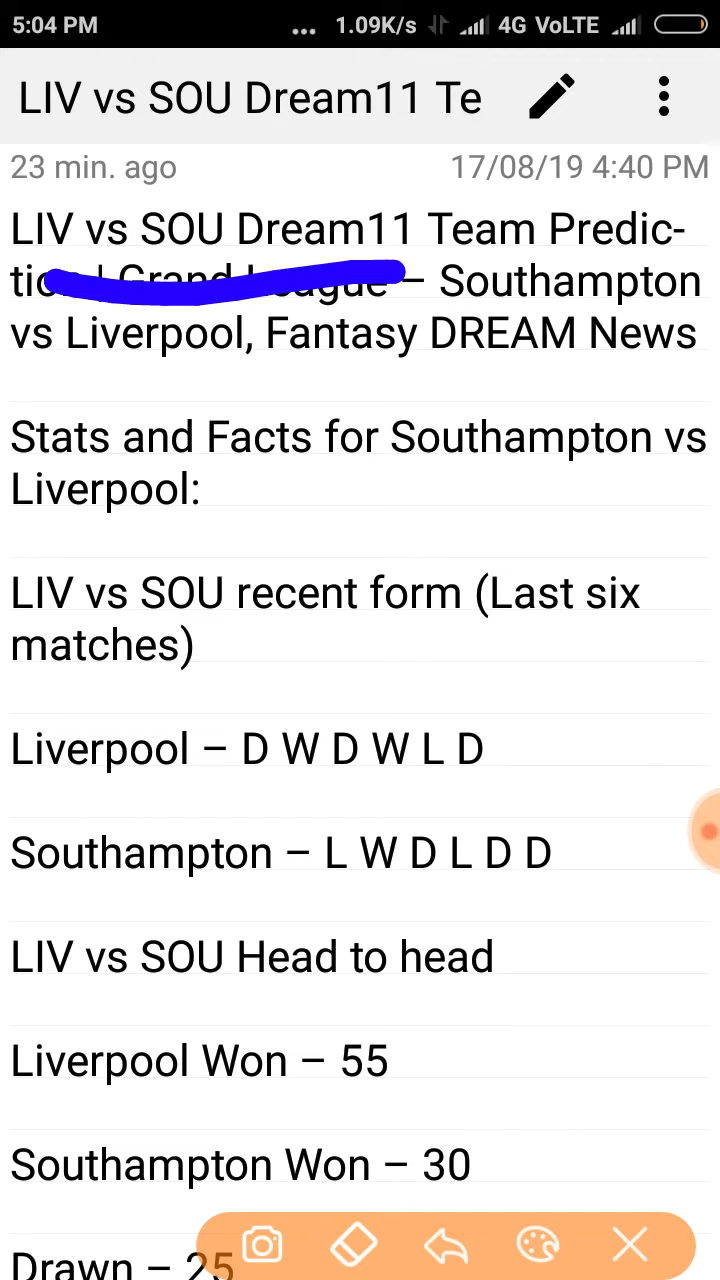 5:04 PM ... 1.09K/s 4G VoLTE
LIV vs SOU Dream11 Te
23 min. ago 17/08/19 4:40 PM
LIV vs SOU Dream11 Team Predic-
tion | Grand League – Southampton
vs Liverpool, Fantasy DREAM News
Stats and Facts for Southampton vs
Liverpool:
LIV vs SOU recent form (Last six
matches)
Liverpool – D W D W L D
Southampton – L W D L D D
LIV vs SOU Head to head
Liverpool Won – 55
Southampton Won – 30
Drawn – 25